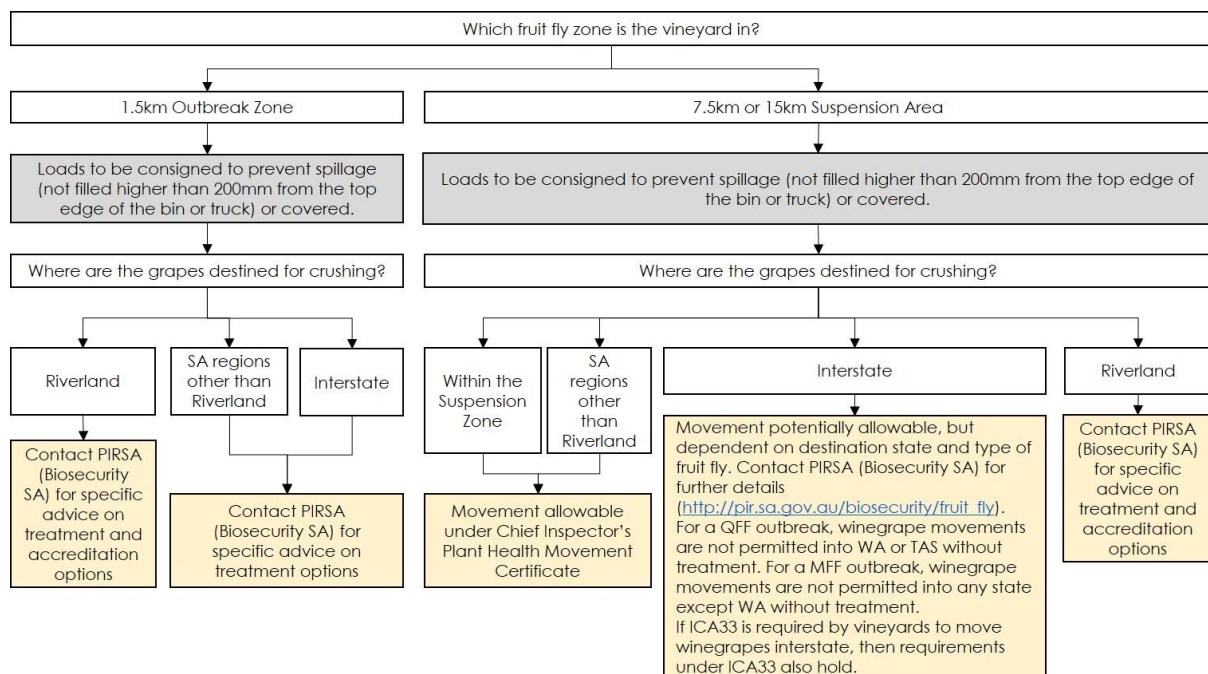 Which fruit fly zone is the vineyard in?
1.5km Outbreak Zone
7.5km or 15km Suspension Area
Loads to be consigned to prevent spillage
(not filled higher than 200mm from the top
edge of the bin or truck) or covered.
Loads to be consigned to prevent spillage (not filled higher than 200mm from the top edge of
the bin or truck) or covered.
Where are the grapes destined for crushing?
Where are the grapes destined for crushing?
Riverland
SA regions
other than
Riverland
Interstate
Within the
Suspension
Zone
SA
regions
other
than
Riverland
Interstate
Riverland
Contact PIRSA
(Biosecurity
SA) for specific
advice on
treatment and
accreditation
options
Contact PIRSA
(Biosecurity SA) for
specific advice on
treatment options
Movement allowable
under Chief Inspector's
Plant Health Movement
Certificate
Movement potentially allowable, but
dependent on destination state and type of
fruit fly. Contact PIRSA (Biosecurity SA) for
further details
(http://pir.sa.gov.au/biosecurity/fruit_fly).
For a QFF outbreak, winegrape movements
are not permitted into WA or TAS without
treatment. For a MFF outbreak, winegrape
movements are not permitted into any state
except WA without treatment.
If ICA33 is required by vineyards to move
winegrapes interstate, then requirements
under ICA33 also hold.
Contact PIRSA
(Biosecurity
SA) for specific
advice on
treatment and
accreditation
options